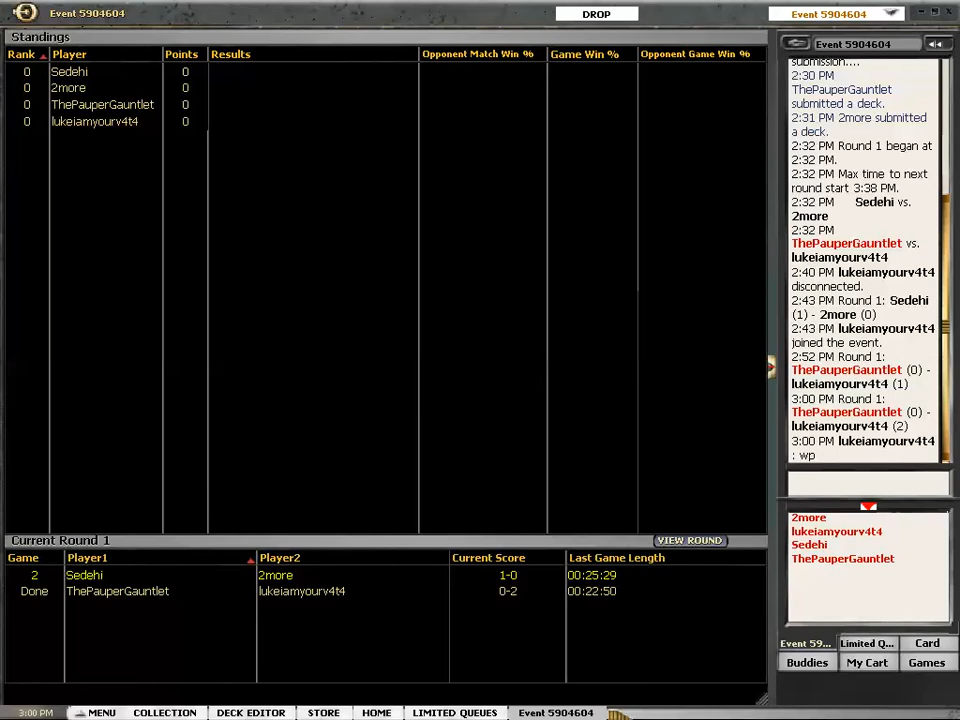 Event 5904604
DROP
Event 5904604
Standings
Rank Player Points Results Opponent Match Win % Game Win % Opponent Game Win %
0 Sedehi 0
0 2more 0
0 ThePauperGauntlet 0
0 lukeiamyourv4t4 0
Event 5904604
submission....
2:30 PM
ThePauperGauntlet
submitted a deck.
2:31 PM 2more submitted
a deck.
2:32 PM Round 1 began at
2:32 PM.
2:32 PM Max time to next
round start 3:38 PM.
2:32 PM Sedehi vs.
2more
2:32 PM
ThePauperGauntlet vs.
lukeiamyourv4t4
2:40 PM lukeiamyourv4t4
disconnected.
2:43 PM Round 1: Sedehi
(1) - 2more (0)
2:43 PM lukeiamyourv4t4
joined the event.
2:52 PM Round 1:
ThePauperGauntlet (0) -
lukeiamyourv4t4 (1)
3:00 PM Round 1:
ThePauperGauntlet (0) -
lukeiamyourv4t4 (2)
3:00 PM lukeiamyourv4t4
: wp
2more
lukeiamyourv4t4
Sedehi
ThePauperGauntlet
Current Round 1
VIEW ROUND
Game Player1 Player2 Current Score Last Game Length
2 Sedehi 2more 1-0 00:25:29
Done ThePauperGauntlet lukeiamyourv4t4 0-2 00:22:50
Event 59... Limited Q... Card
Buddies My Cart Games
3:00 PM MENU COLLECTION DECK EDITOR STORE HOME LIMITED QUEUES Event 5904604